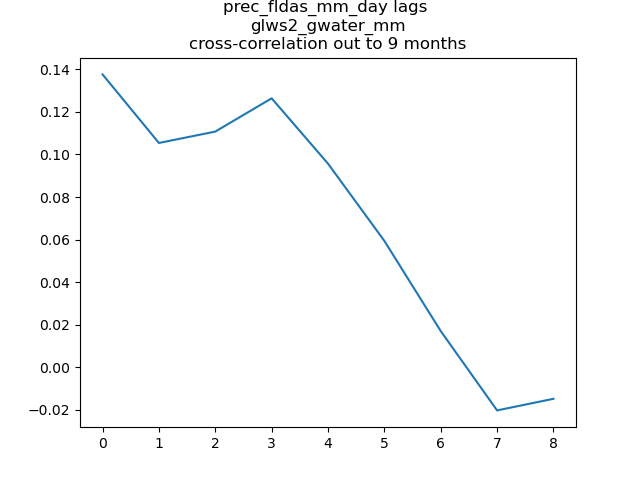 prec_fldas_mm_day lags
glws2_gwater_mm
cross-correlation out to 9 months
0.14
0.12
0.10
0.08
0.06
0.04
0.02
0.00
−0.02
0 1 2 3 4 5 6 7 8